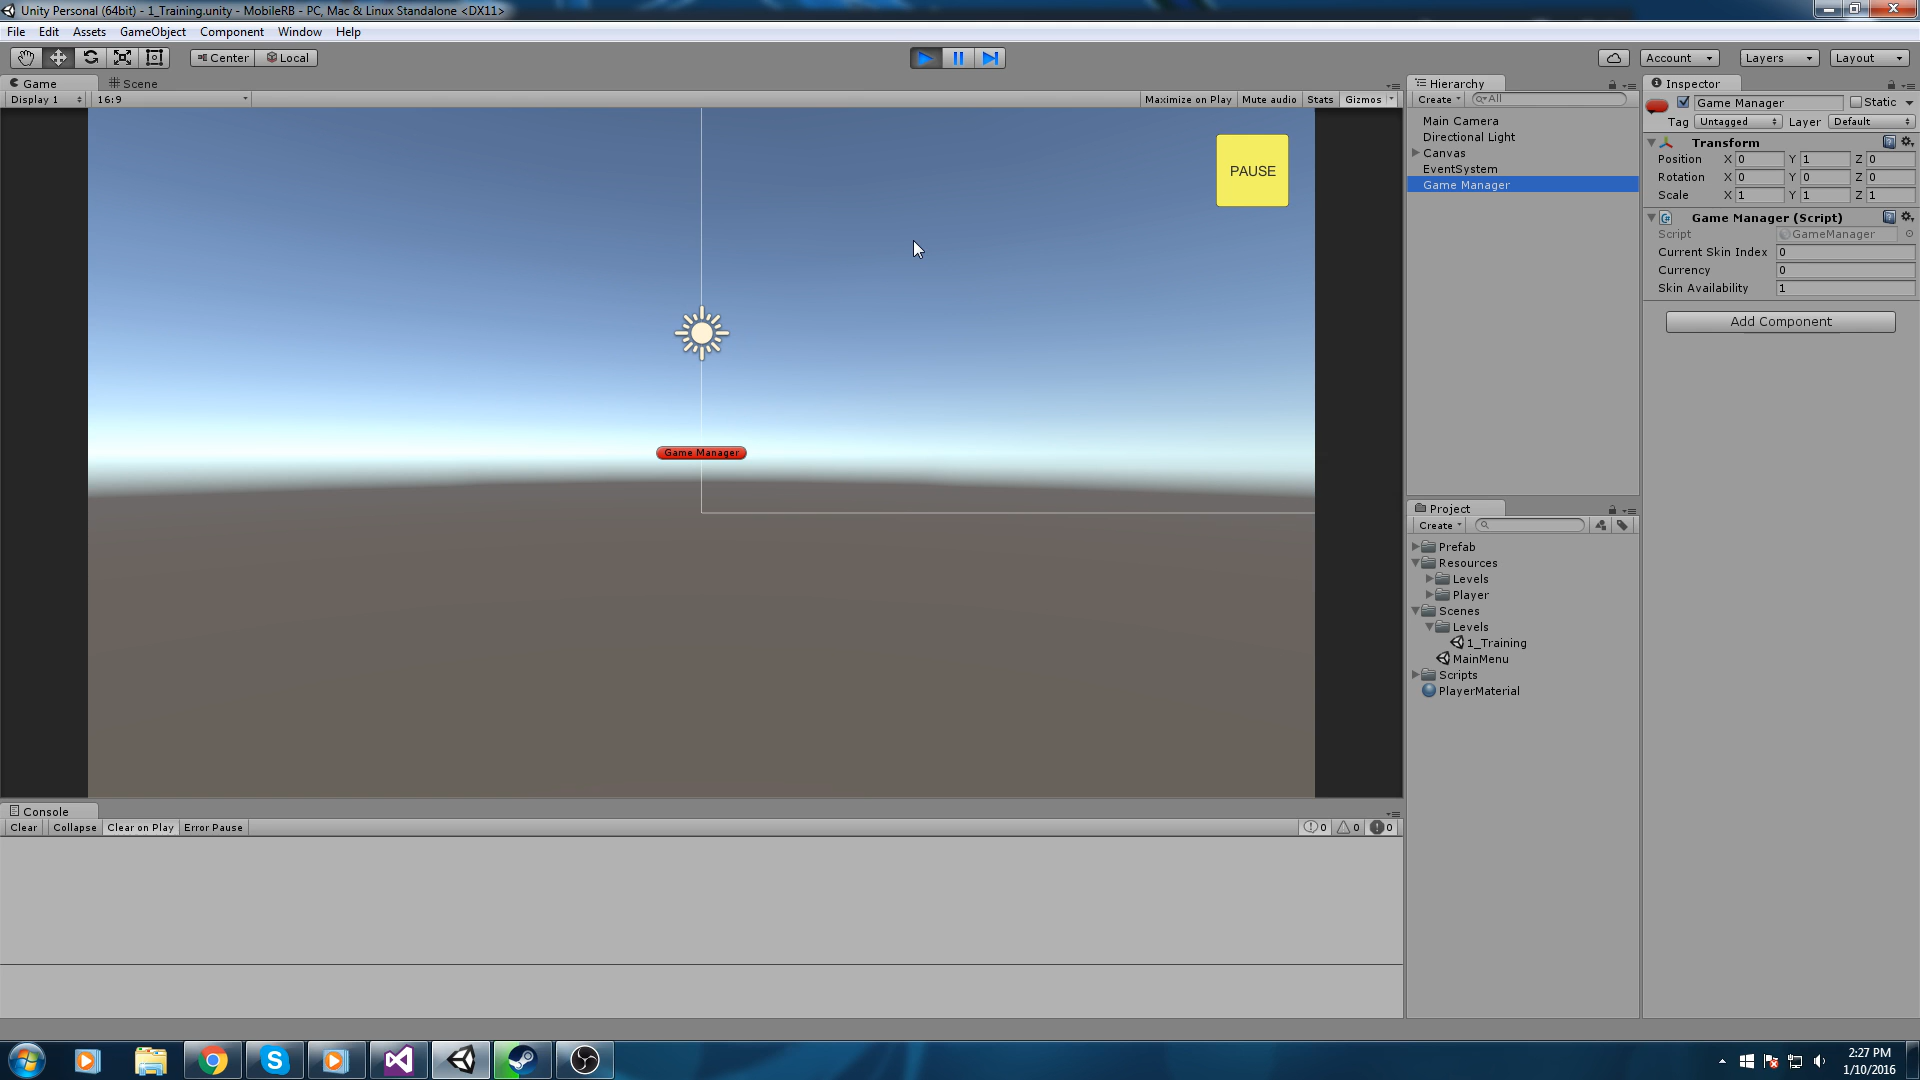 Unity Personal (64bit) - 1_Training.unity - MobileRB - PC, Mac & Linux Standalone <DX11>
File Edit Assets GameObject Component Window Help
Center Local
Account Layers Layout
Game Scene
Display 1 16:9 Maximize on Play Mute audio Stats Gizmos
PAUSE
Game Manager
Console
Clear Collapse Clear on Play Error Pause 0 0 0
Hierarchy
Create All
Main Camera
Directional Light
Canvas
EventSystem
Game Manager
Project
Create
Prefab
Resources
Levels
Player
Scenes
Levels
1_Training
MainMenu
Scripts
PlayerMaterial
Inspector
Game Manager Static
Tag Untagged Layer Default
Transform
Position X 0 Y 1 Z 0
Rotation X 0 Y 0 Z 0
Scale X 1 Y 1 Z 1
Game Manager (Script)
Script GameManager
Current Skin Index 0
Currency 0
Skin Availability 1
Add Component
2:27 PM
1/10/2016